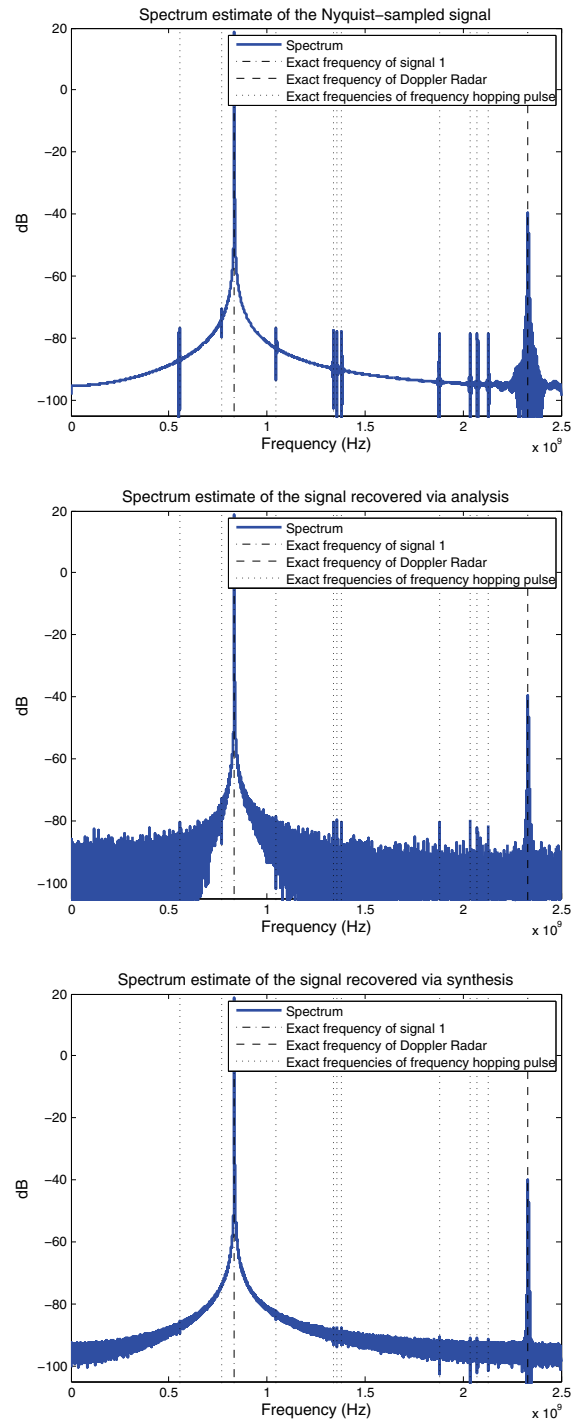 Spectrum estimate of the Nyquist−sampled signal
Spectrum
Exact frequency of signal 1
Exact frequency of Doppler Radar
Exact frequencies of frequency hopping pulse
20
0
−20
−40
−60
−80
−100
dB
0 0.5 1 1.5 2 2.5
Frequency (Hz)
x 10^9
Spectrum estimate of the signal recovered via analysis
Spectrum
Exact frequency of signal 1
Exact frequency of Doppler Radar
Exact frequencies of frequency hopping pulse
20
0
−20
−40
−60
−80
−100
dB
0 0.5 1 1.5 2 2.5
Frequency (Hz)
x 10^9
Spectrum estimate of the signal recovered via synthesis
Spectrum
Exact frequency of signal 1
Exact frequency of Doppler Radar
Exact frequencies of frequency hopping pulse
20
0
−20
−40
−60
−80
−100
dB
0 0.5 1 1.5 2 2.5
Frequency (Hz)
x 10^9